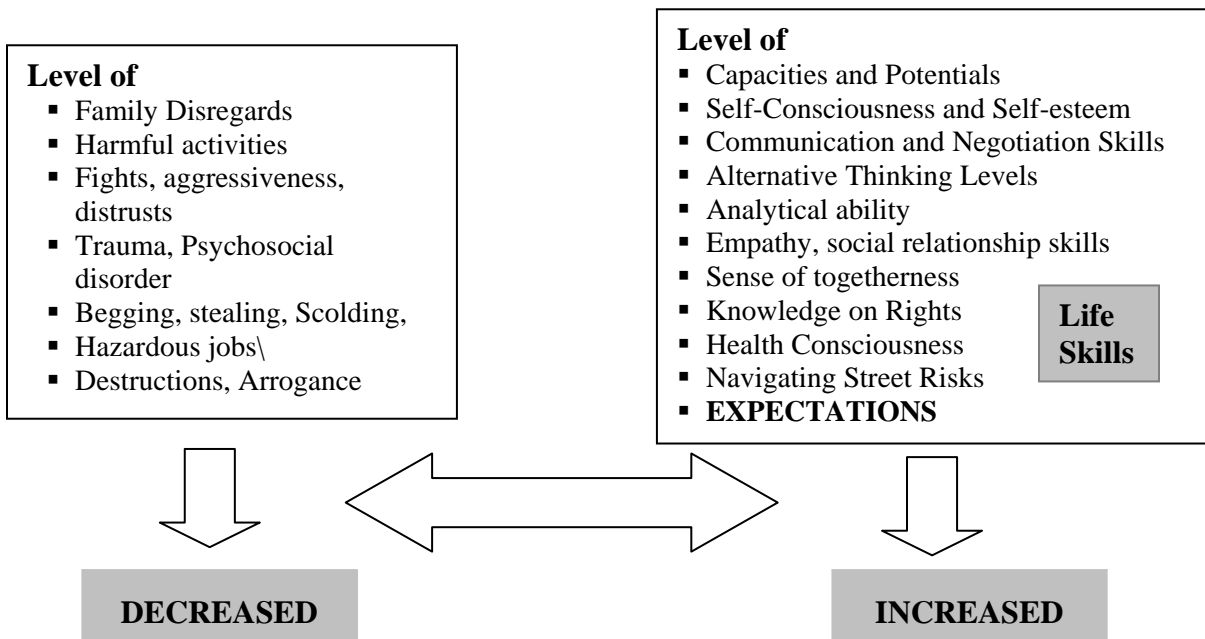 Level of
▪ Family Disregards
▪ Harmful activities
▪ Fights, aggressiveness,
distrusts
▪ Trauma, Psychosocial
disorder
▪ Begging, stealing, Scolding,
▪ Hazardous jobs\
▪ Destructions, Arrogance
DECREASED
Level of
▪ Capacities and Potentials
▪ Self-Consciousness and Self-esteem
▪ Communication and Negotiation Skills
▪ Alternative Thinking Levels
▪ Analytical ability
▪ Empathy, social relationship skills
▪ Sense of togetherness
▪ Knowledge on Rights
▪ Health Consciousness
▪ Navigating Street Risks
▪ EXPECTATIONS
Life
Skills
INCREASED